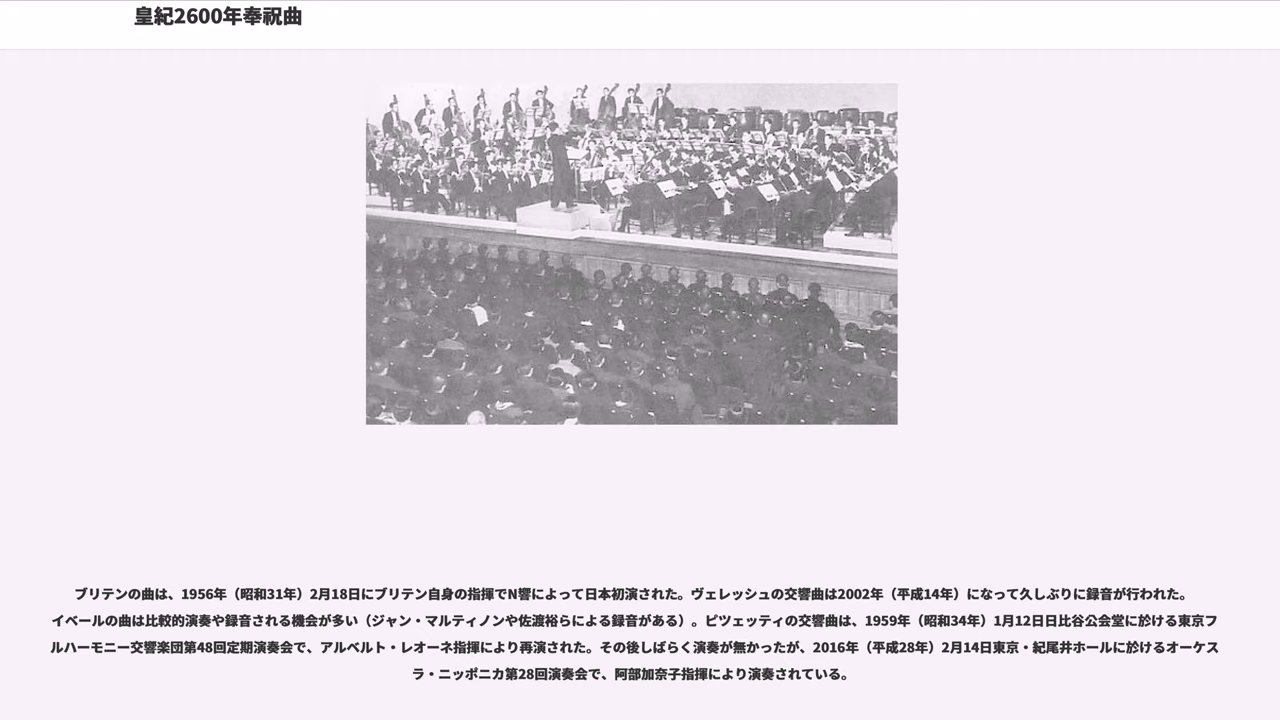 皇紀2600年奉祝曲
ブリテンの曲は、1956年（昭和31年）2月18日にブリテン自身の指揮でN響によって日本初演された。ヴェレッシュの交響曲は2002年（平成14年）になって久しぶりに録音が行われた。
イベールの曲は比較的演奏や録音される機会が多い（ジャン・マルティノンや佐渡裕らによる録音がある）。ピツェッティの交響曲は、1959年（昭和34年）1月12日日比谷公会堂に於ける東京フ
ルハーモニー交響楽団第48回定期演奏会で、アルベルト・レオーネ指揮により再演された。その後しばらく演奏が無かったが、2016年（平成28年）2月14日東京・紀尾井ホールに於けるオーケス
ラ・ニッポニカ第28回演奏会で、阿部加奈子指揮により演奏されている。